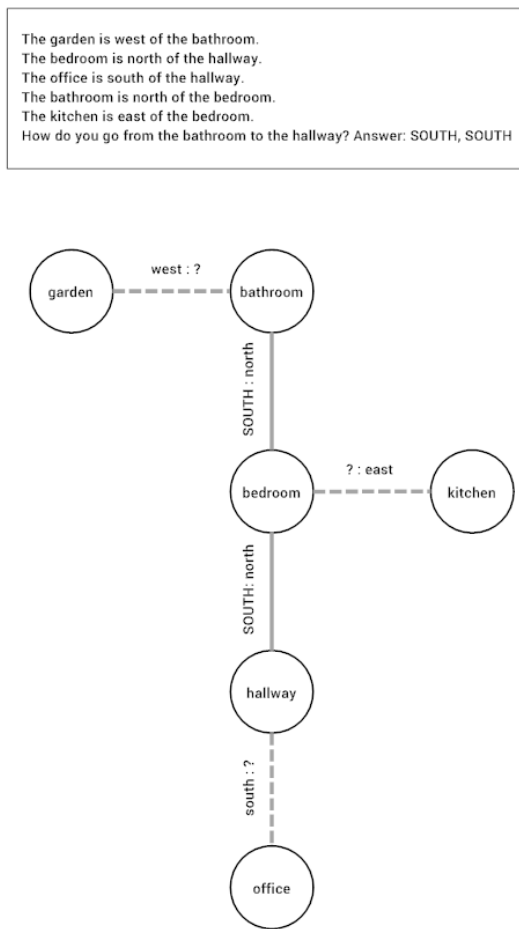 The garden is west of the bathroom.
The bedroom is north of the hallway.
The office is south of the hallway.
The bathroom is north of the bedroom.
The kitchen is east of the bedroom.
How do you go from the bathroom to the hallway? Answer: SOUTH, SOUTH
west : ?
garden
bathroom
SOUTH : north
? : east
bedroom
kitchen
SOUTH: north
hallway
south : ?
office